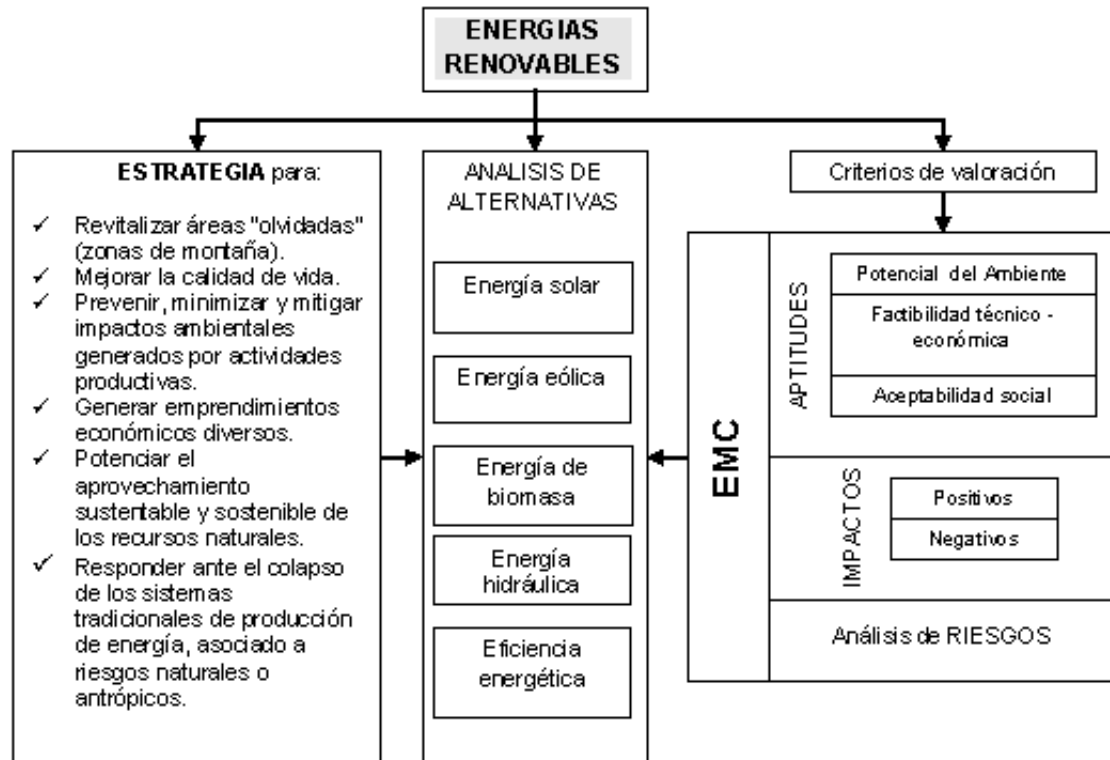 ENERGIAS
RENOVABLES
ESTRATEGIA para:
✓ Revitalizar áreas "olvidadas"
(zonas de montaña).
✓ Mejorar la calidad de vida.
✓ Prevenir, minimizar y mitigar
impactos ambientales
generados por actividades
productivas.
✓ Generar emprendimientos
económicos diversos.
✓ Potenciar el
aprovechamiento
sustentable y sostenible de
los recursos naturales.
✓ Responder ante el colapso
de los sistemas
tradicionales de producción
de energía, asociado a
riesgos naturales o
antrópicos.
ANALISIS DE
ALTERNATIVAS
Energía solar
Energía eólica
Energía de
biomasa
Energía
hidráulica
Eficiencia
energética
Criterios de valoración
EMC
APTITUDES
Potencial del Ambiente
Factibilidad técnico -
económica
Aceptabilidad social
IMPACTOS
Positivos
Negativos
Análisis de RIESGOS